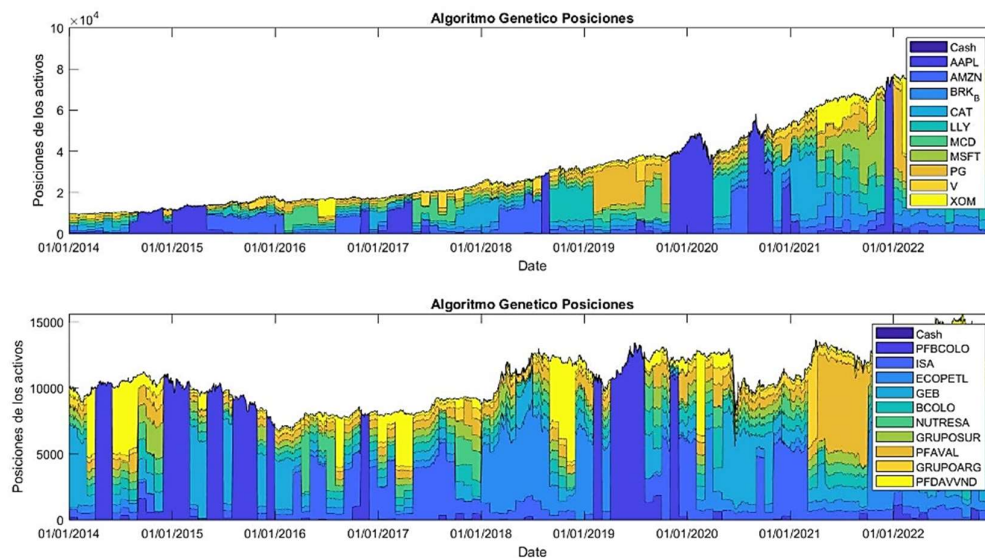 Algoritmo Genetico Posiciones
×10⁴
Posiciones de los activos
10
8
6
4
2
0
01/01/2014 01/01/2015 01/01/2016 01/01/2017 01/01/2018 01/01/2019 01/01/2020 01/01/2021 01/01/2022
Date
Cash
AAPL
AMZN
BRK_B
CAT
LLY
MCD
MSFT
PG
V
XOM
Algoritmo Genetico Posiciones
Posiciones de los activos
15000
10000
5000
0
01/01/2014 01/01/2015 01/01/2016 01/01/2017 01/01/2018 01/01/2019 01/01/2020 01/01/2021 01/01/2022
Date
Cash
PFBCOLO
ISA
ECOPETL
GEB
BCOLO
NUTRESA
GRUPOSUR
PFAVAL
GRUPOARG
PFDAVVND